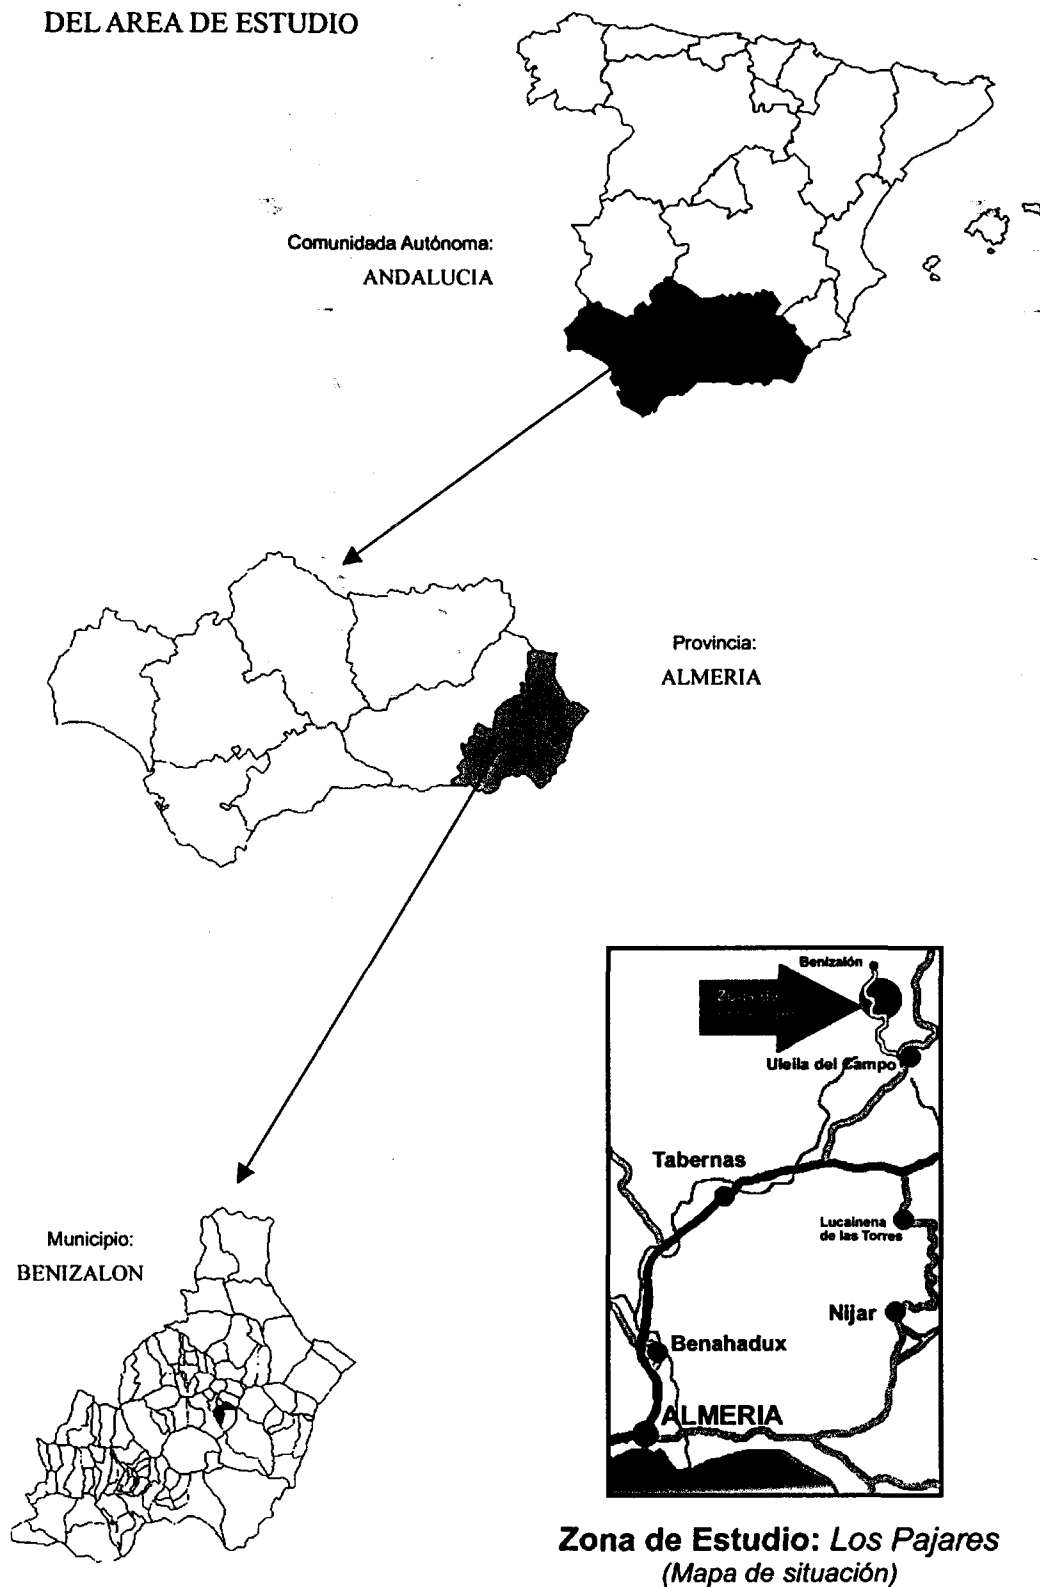 DEL AREA DE ESTUDIO
Comunidada Autónoma:
ANDALUCIA
Provincia:
ALMERIA
Municipio:
BENIZALON
Benizalón
Uleila del Campo
Tabernas
Lucainena
de las Torres
Nijar
Benahadux
ALMERIA
Zona de Estudio: Los Pajares
(Mapa de situación)